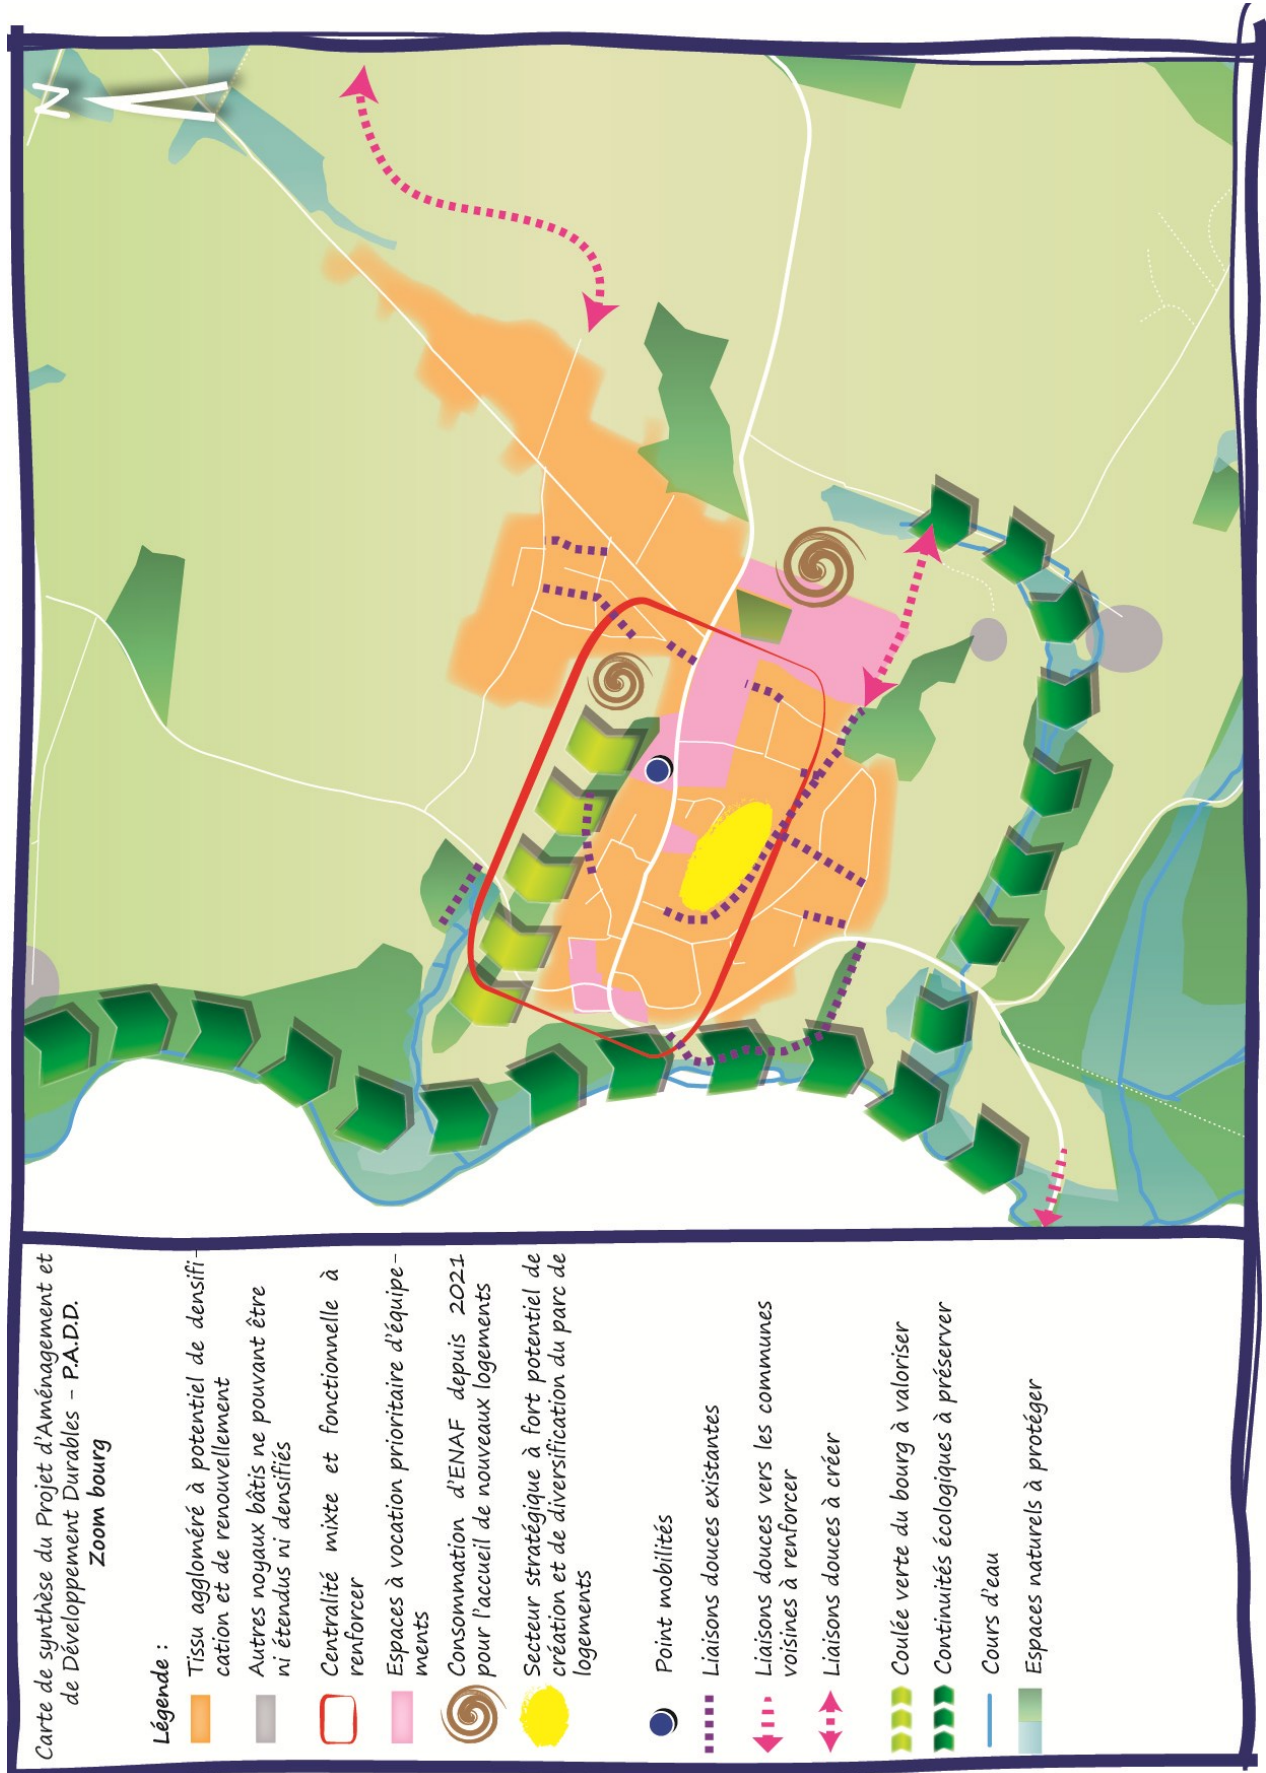 Carte de synthèse du Projet d'Aménagement et
de Développement Durables - P.A.D.D.
Zoom bourg
Légende :
Tissu aggloméré à potentiel de densifi-
cation et de renouvellement
Autres noyaux bâtis ne pouvant être
ni étendus ni densifiés
Centralité mixte et fonctionnelle à
renforcer
Espaces à vocation prioritaire d'équipe-
ments
Consommation d'ENAF depuis 2021
pour l'accueil de nouveaux logements
Secteur stratégique à fort potentiel de
création et de diversification du parc de
logements
Point mobilités
Liaisons douces existantes
Liaisons douces vers les communes
voisines à renforcer
Liaisons douces à créer
Coulée verte du bourg à valoriser
Continuités écologiques à préserver
Cours d'eau
Espaces naturels à protéger
N